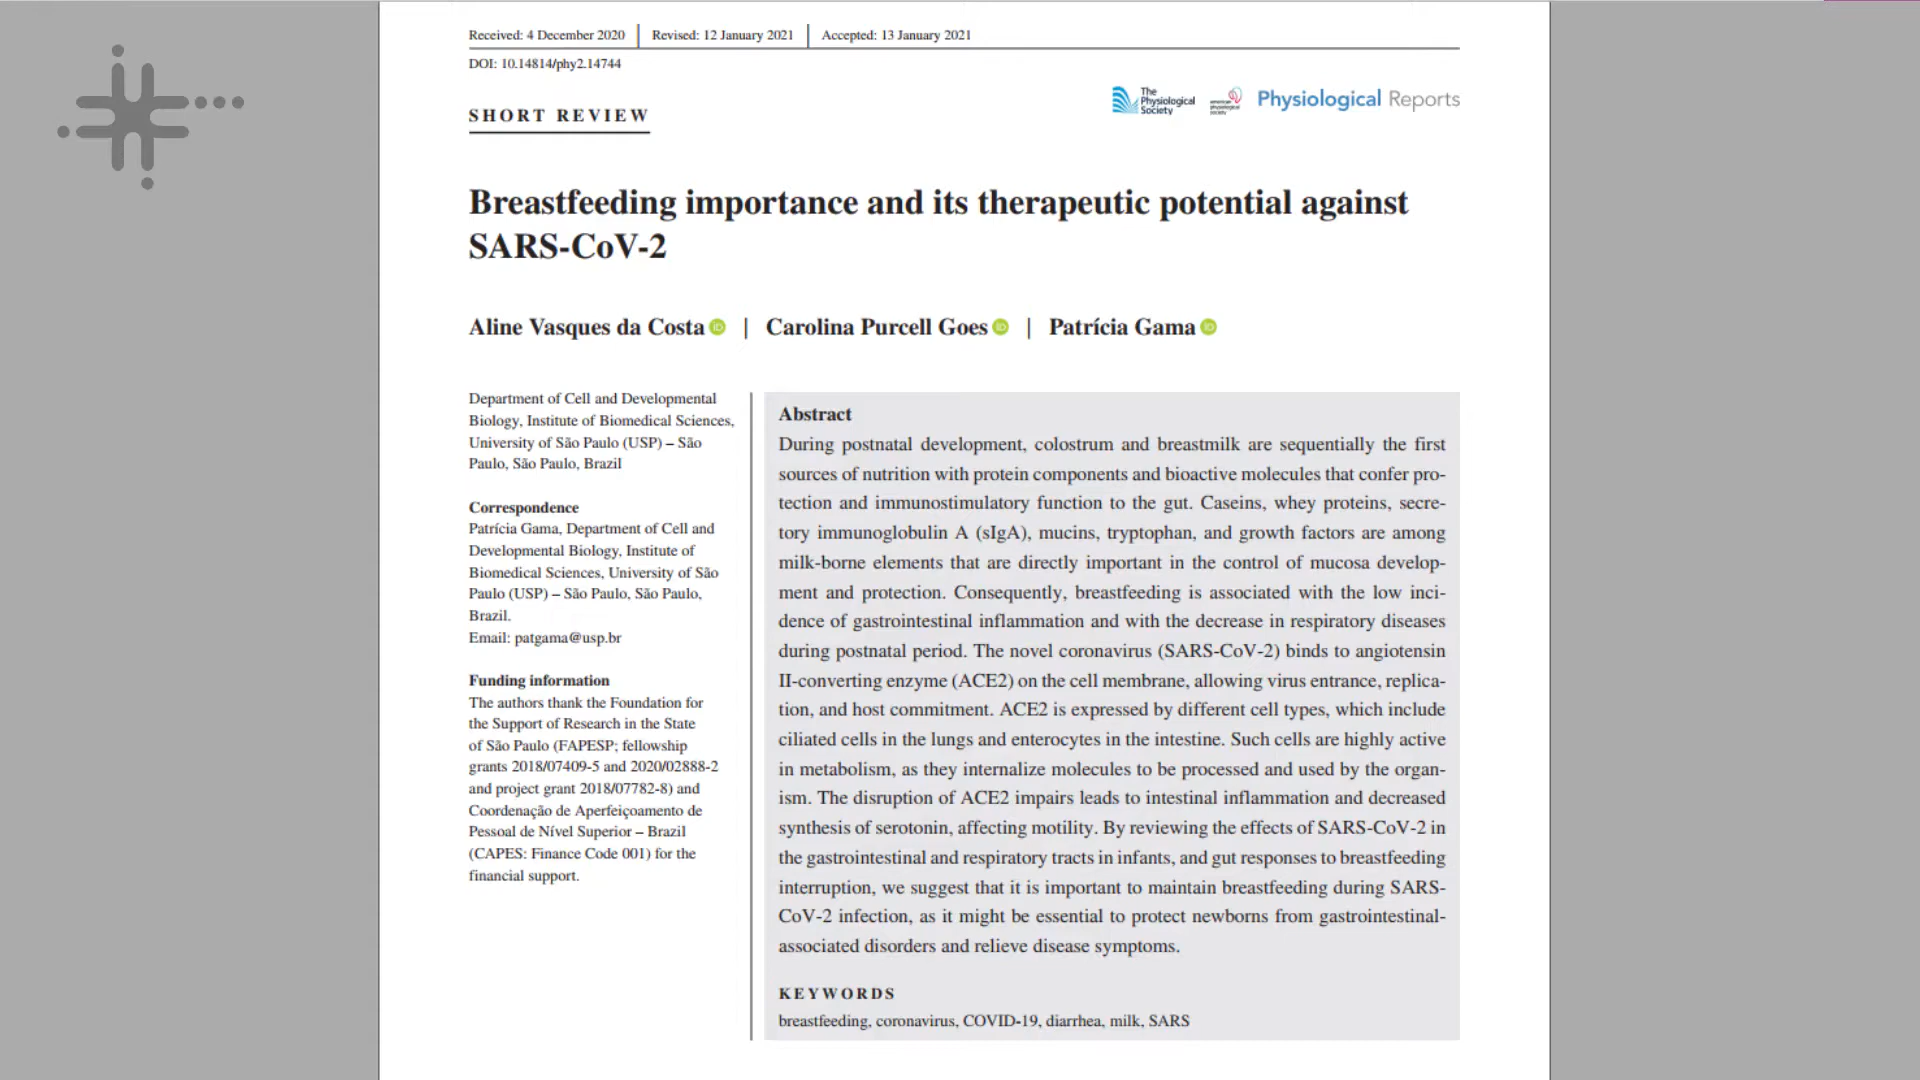 Received: 4 December 2020 | Revised: 12 January 2021 | Accepted: 13 January 2021
DOI: 10.14814/phy2.14744
SHORT REVIEW
The
Physiological
Society
american
physiological
society
Physiological Reports
Breastfeeding importance and its therapeutic potential against
SARS-CoV-2
Aline Vasques da Costa iD | Carolina Purcell Goes iD | Patrícia Gama iD
Department of Cell and Developmental
Biology, Institute of Biomedical Sciences,
University of São Paulo (USP) – São
Paulo, São Paulo, Brazil
Correspondence
Patrícia Gama, Department of Cell and
Developmental Biology, Institute of
Biomedical Sciences, University of São
Paulo (USP) – São Paulo, São Paulo,
Brazil.
Email: patgama@usp.br
Funding information
The authors thank the Foundation for
the Support of Research in the State
of São Paulo (FAPESP; fellowship
grants 2018/07409-5 and 2020/02888-2
and project grant 2018/07782-8) and
Coordenação de Aperfeiçoamento de
Pessoal de Nível Superior – Brazil
(CAPES: Finance Code 001) for the
financial support.
Abstract
During postnatal development, colostrum and breastmilk are sequentially the first
sources of nutrition with protein components and bioactive molecules that confer pro-
tection and immunostimulatory function to the gut. Caseins, whey proteins, secre-
tory immunoglobulin A (sIgA), mucins, tryptophan, and growth factors are among
milk-borne elements that are directly important in the control of mucosa develop-
ment and protection. Consequently, breastfeeding is associated with the low inci-
dence of gastrointestinal inflammation and with the decrease in respiratory diseases
during postnatal period. The novel coronavirus (SARS-CoV-2) binds to angiotensin
II-converting enzyme (ACE2) on the cell membrane, allowing virus entrance, replica-
tion, and host commitment. ACE2 is expressed by different cell types, which include
ciliated cells in the lungs and enterocytes in the intestine. Such cells are highly active
in metabolism, as they internalize molecules to be processed and used by the organ-
ism. The disruption of ACE2 impairs leads to intestinal inflammation and decreased
synthesis of serotonin, affecting motility. By reviewing the effects of SARS-CoV-2 in
the gastrointestinal and respiratory tracts in infants, and gut responses to breastfeeding
interruption, we suggest that it is important to maintain breastfeeding during SARS-
CoV-2 infection, as it might be essential to protect newborns from gastrointestinal-
associated disorders and relieve disease symptoms.
KEYWORDS
breastfeeding, coronavirus, COVID-19, diarrhea, milk, SARS